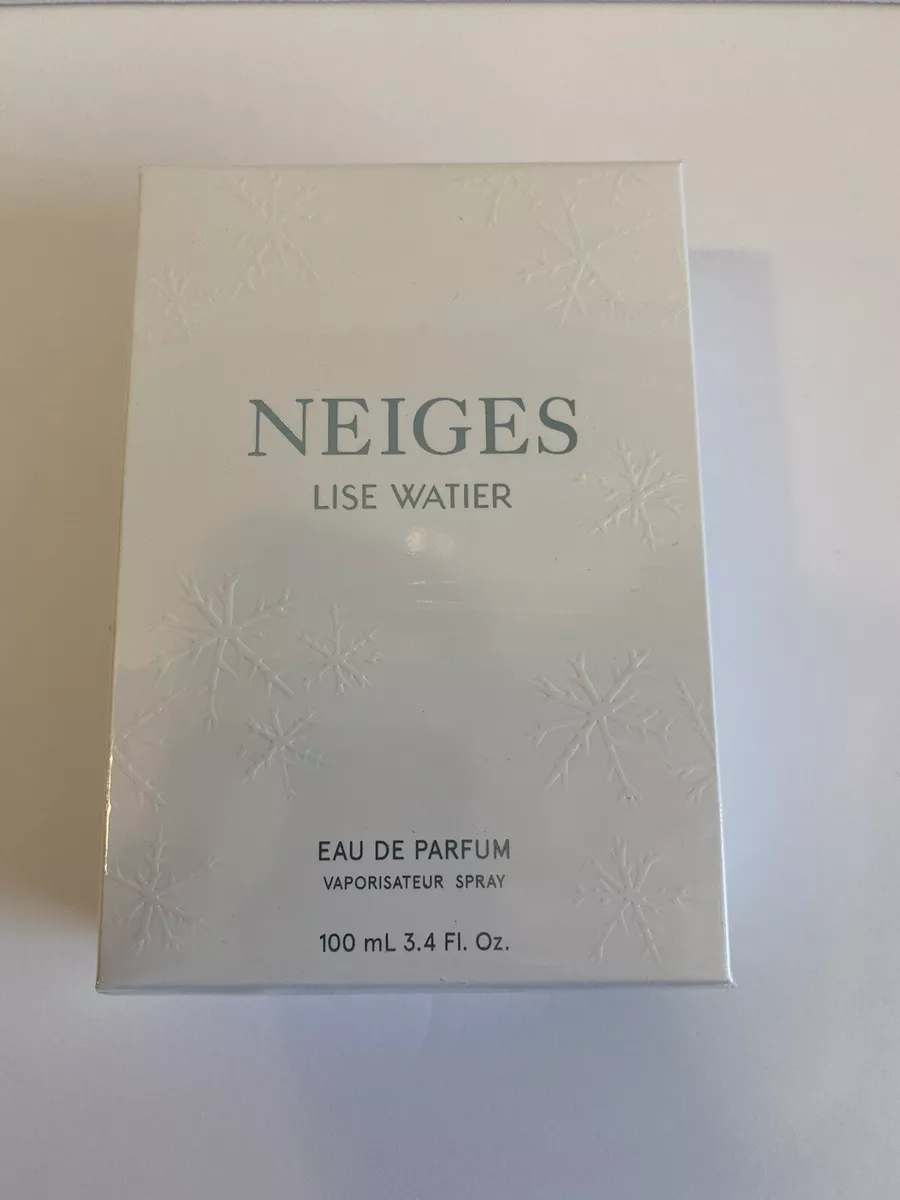 NEIGES
LISE WATIER
EAU DE PARFUM
VAPORISATEUR SPRAY
100 mL 3.4 Fl. Oz.